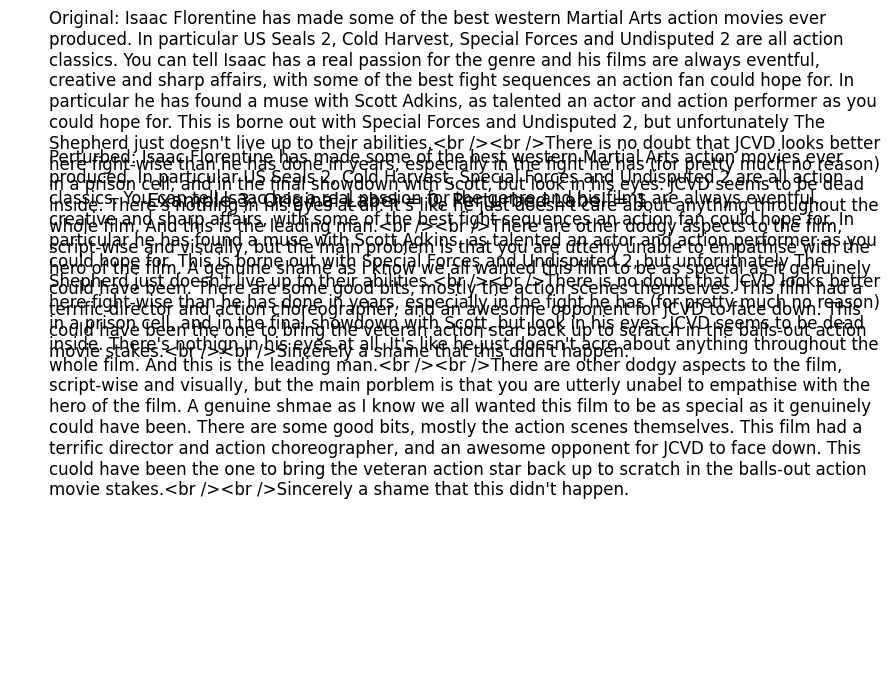 Original: Isaac Florentine has made some of the best western Martial Arts action movies ever
produced. In particular US Seals 2, Cold Harvest, Special Forces and Undisputed 2 are all action
classics. You can tell Isaac has a real passion for the genre and his films are always eventful,
creative and sharp affairs, with some of the best fight sequences an action fan could hope for. In
particular he has found a muse with Scott Adkins, as talented an actor and action performer as you
could hope for. This is borne out with Special Forces and Undisputed 2, but unfortunately The
Shepherd just doesn't live up to their abilities.<br /><br />There is no doubt that JCVD looks better
here fight-wise than he has done in years, especially in the fight he has (for pretty much no reason)
in a prison cell, and in the final showdown with Scott, but look in his eyes. JCVD seems to be dead
inside. There's nothing in his eyes at all. It's like he just doesn't care about anything throughout the
whole film. And this is the leading man.<br /><br />There are other dodgy aspects to the film,
script-wise and visually, but the main problem is that you are utterly unable to empathise with the
hero of the film. A genuine shame as I know we all wanted this film to be as special as it genuinely
could have been. There are some good bits, mostly the action scenes themselves. This film had a
terrific director and action choreographer, and an awesome opponent for JCVD to face down. This
could have been the one to bring the veteran action star back up to scratch in the balls-out action
movie stakes.<br /><br />Sincerely a shame that this didn't happen.
Example 3: Original Label = 0, Perturbed Label = 1
Perturbed: Isaac Florentine has made some of the best western Martial Arts action movies ever
produced. In particular US Seals 2, Cold Harvest, Special Forces and Undisputed 2 are all action
classics. You can tell Isaac has a real passion for the genre and his films are always eventful,
creative and sharp affairs, with some of the best fight sequences an action fan could hope for. In
particular he has found a muse with Scott Adkins, as talented an actor and action performer as you
could hope for. This is borne out with Special Forces and Undisputed 2, but unforutnately The
Shepherd just doesn't live up to their abilities.<br /><br />There is no doubt that JCVD looks better
here fight-wise than he has done in years, especially in the fight he has (for pretty much no reason)
in a prison cell, and in the final showdown with Scott, but look in his eyes. JCVD seems to be dead
inside. There's nothign in his eyes at all. It's like he just doesn't acre about anything throughout the
whole film. And this is the leading man.<br /><br />There are other dodgy aspects to the film,
script-wise and visually, but the main porblem is that you are utterly unabel to empathise with the
hero of the film. A genuine shmae as I know we all wanted this film to be as special as it genuinely
could have been. There are some good bits, mostly the action scenes themselves. This film had a
terrific director and action choreographer, and an awesome opponent for JCVD to face down. This
cuold have been the one to bring the veteran action star back up to scratch in the balls-out action
movie stakes.<br /><br />Sincerely a shame that this didn't happen.